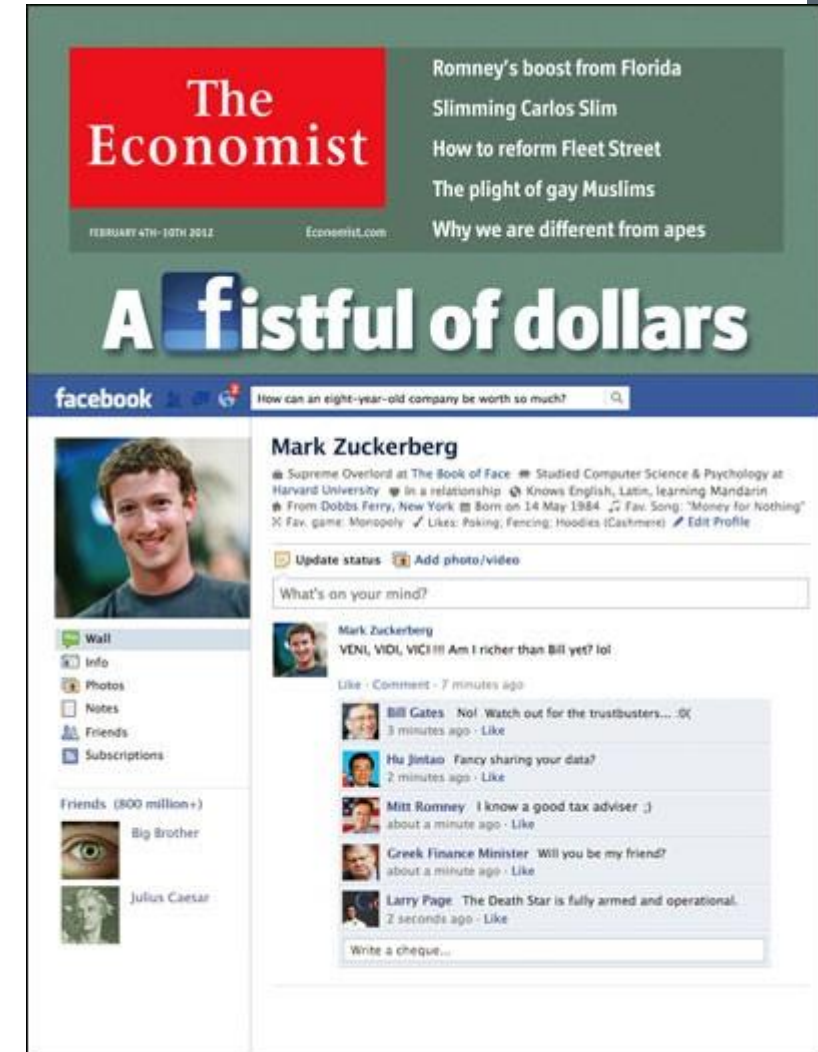 The
Economist
FEBRUARY 4TH-10TH 2012
Economist.com
Romney's boost from Florida
Slimming Carlos Slim
How to reform Fleet Street
The plight of gay Muslims
Why we are different from apes
A fistful of dollars
facebook
2
How can an eight-year-old company be worth so much?
Mark Zuckerberg
Supreme Overlord at The Book of Face Studied Computer Science & Psychology at
Harvard University In a relationship Knows English, Latin, learning Mandarin
From Dobbs Ferry, New York Born on 14 May 1984 Fav. Song: "Money for Nothing"
Fav. game: Monopoly Likes: Poking; Fencing; Hoodies (Cashmere) Edit Profile
Update status Add photo/video
What's on your mind?
Mark Zuckerberg
VENI, VIDI, VICI !!! Am I richer than Bill yet? lol
Like · Comment · 7 minutes ago
Bill Gates No! Watch out for the trustbusters... :0(
3 minutes ago · Like
Hu Jintao Fancy sharing your data?
2 minutes ago · Like
Mitt Romney I know a good tax adviser ;)
about a minute ago · Like
Greek Finance Minister Will you be my friend?
about a minute ago · Like
Larry Page The Death Star is fully armed and operational.
2 seconds ago · Like
Write a cheque...
Wall
Info
Photos
Notes
Friends
Subscriptions
Friends (800 million+)
Big Brother
Julius Caesar